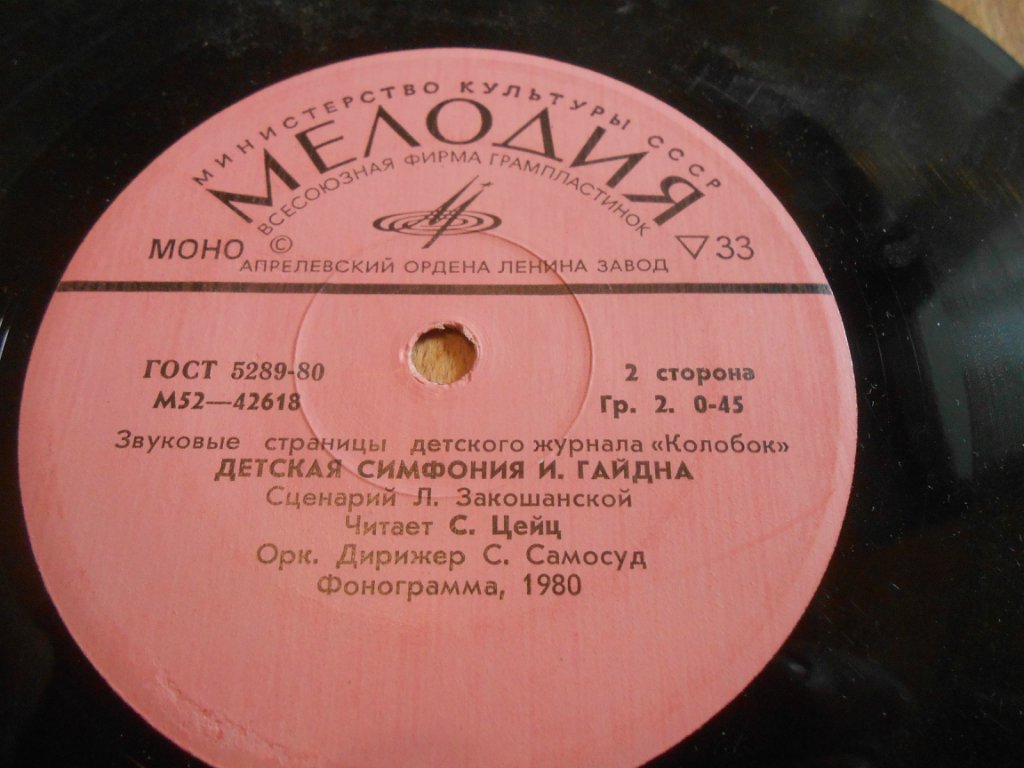 МИНИСТЕРСТВО КУЛЬТУРЫ СССР
МЕЛОДИЯ
ВСЕСОЮЗНАЯ ФИРМА ГРАМПЛАСТИНОК
МОНО © ▽33
АПРЕЛЕВСКИЙ ОРДЕНА ЛЕНИНА ЗАВОД
ГОСТ 5289-80 2 сторона
М52—42618 Гр. 2. 0-45
Звуковые страницы детского журнала «Колобок»
ДЕТСКАЯ СИМФОНИЯ И. ГАЙДНА
Сценарий Л. Закошанской
Читает С. Цейц
Орк. Дирижер С. Самосуд
Фонограмма, 1980